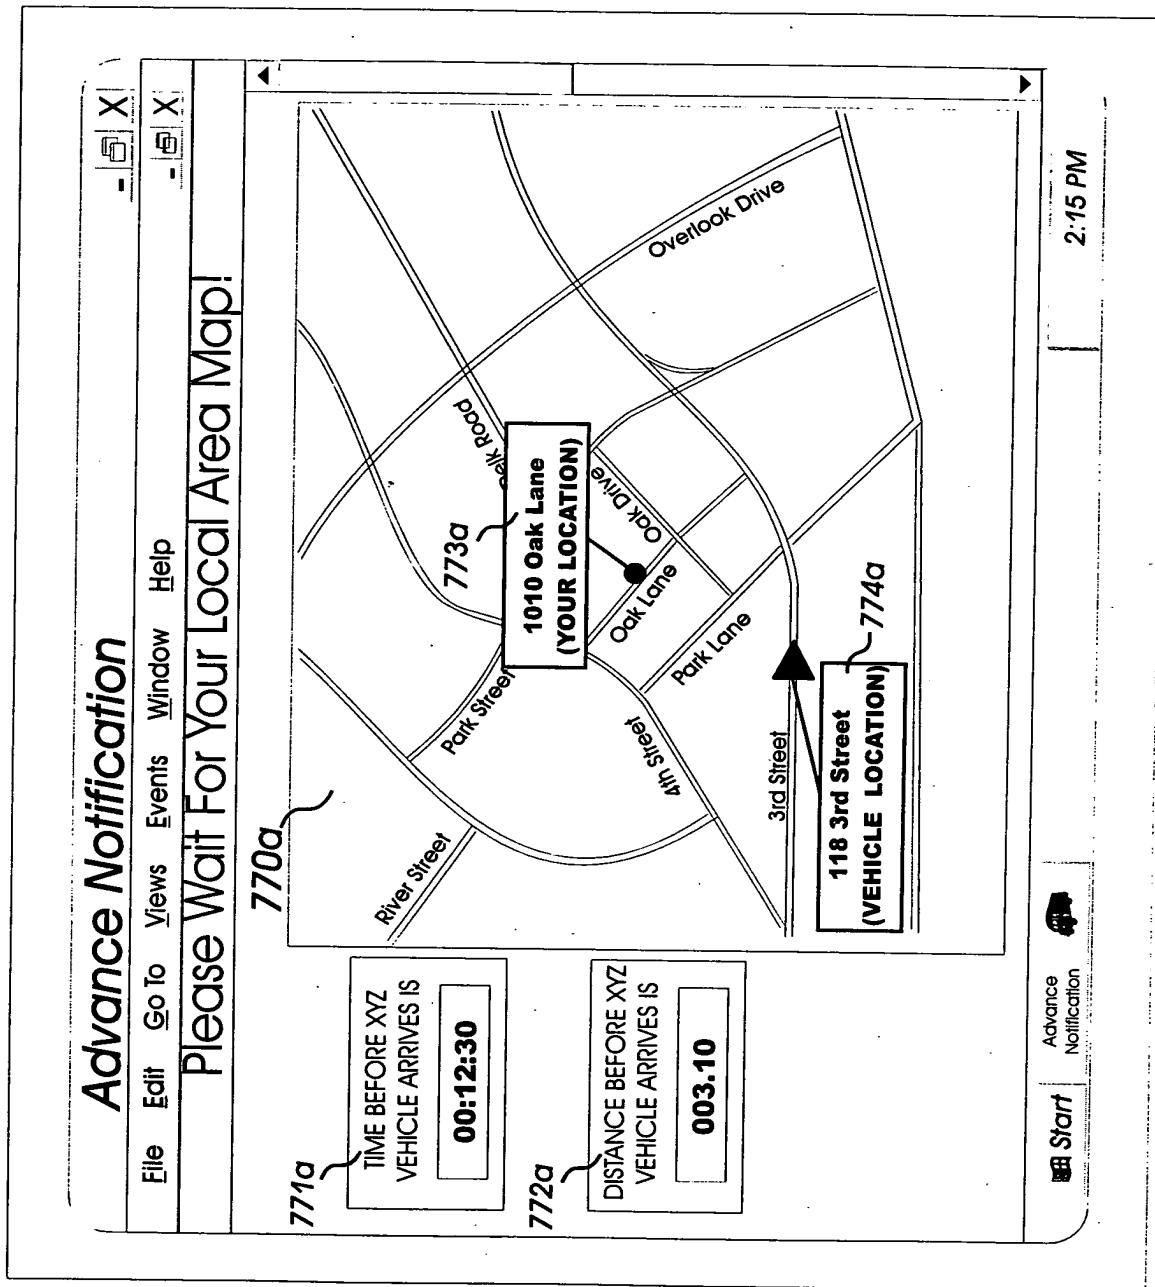 Advance Notification
File Edit Go To Views Events Window Help
Please Wait For Your Local Area Map!
771a
TIME BEFORE XYZ
VEHICLE ARRIVES IS
00:12:30
772a
DISTANCE BEFORE XYZ
VEHICLE ARRIVES IS
003.10
770a
River Street
Park Street
773a
1010 Oak Lane
(YOUR LOCATION)
Road
Oak Drive
Oak Lane
Park Lane
4th Street
3rd Street
Overlook Drive
118 3rd Street
(VEHICLE LOCATION)
774a
Start
Advance
Notification
2:15 PM